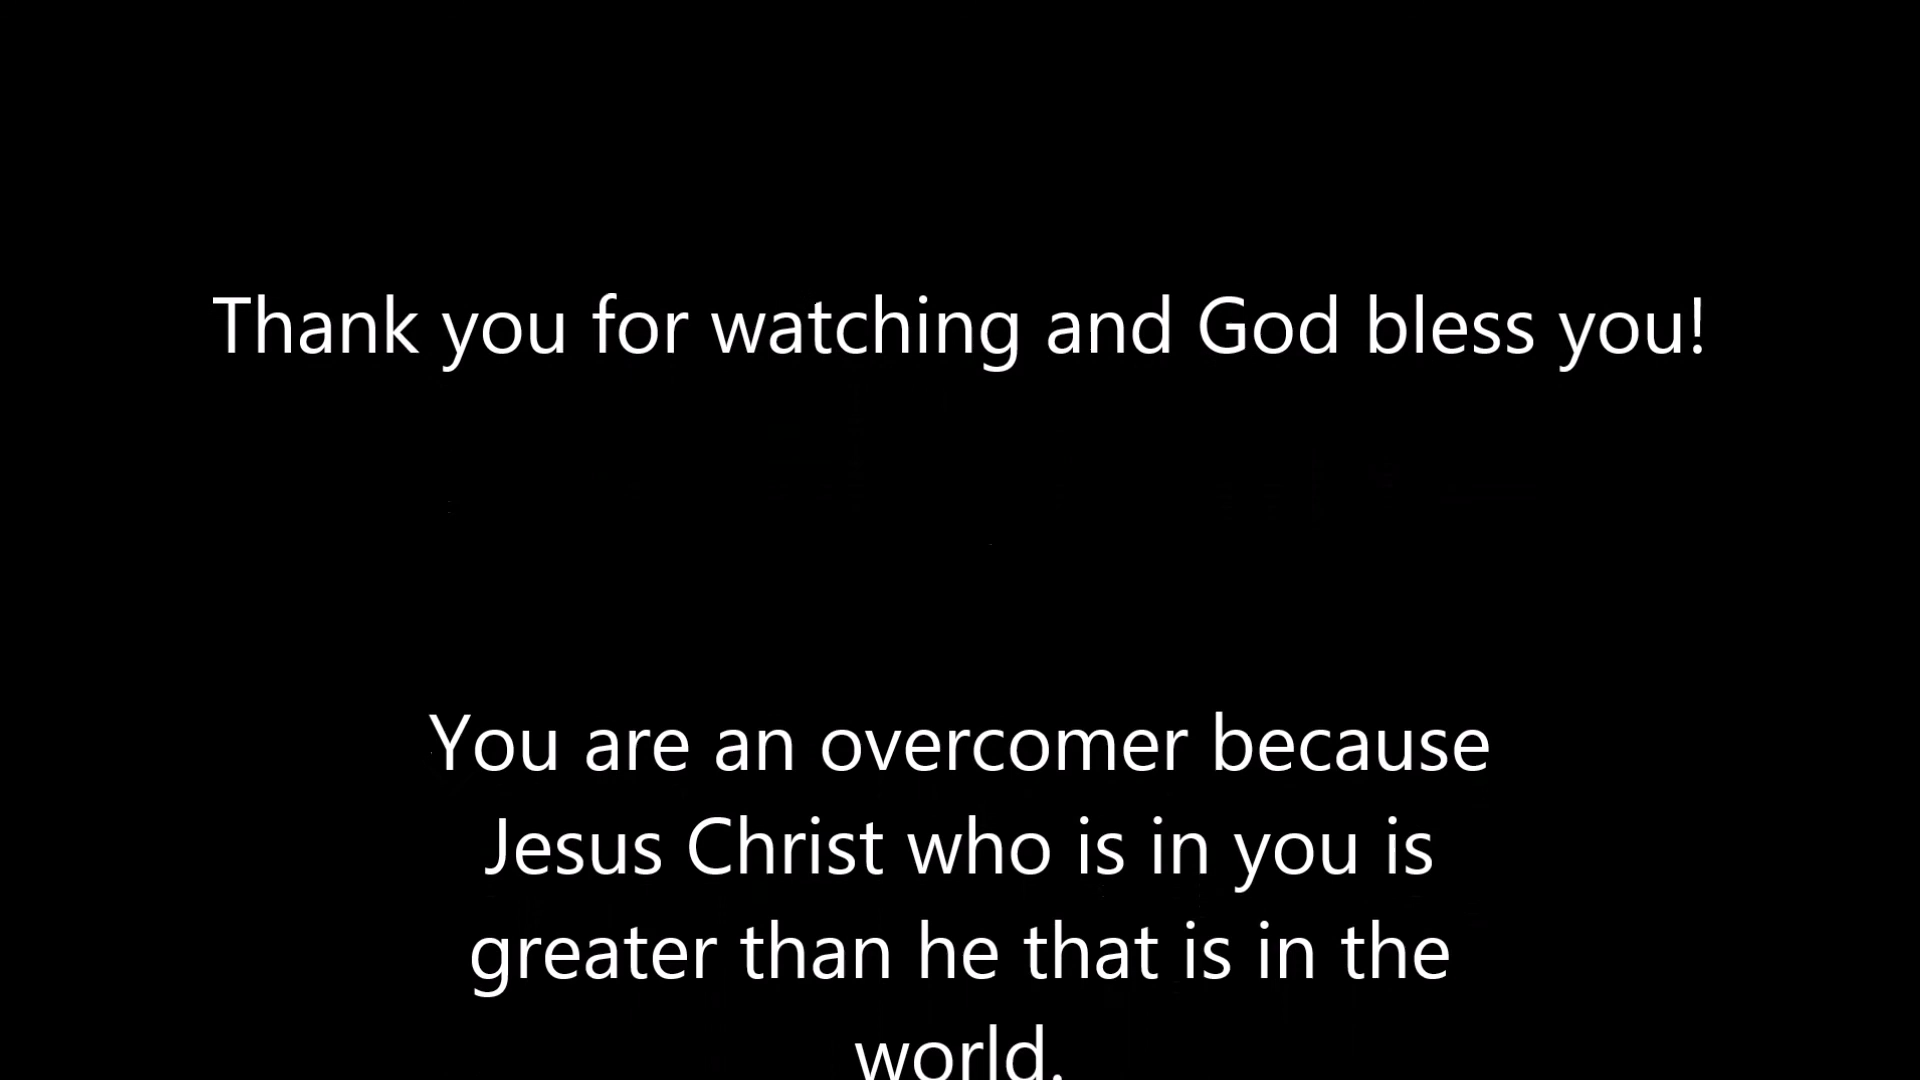 Thank you for watching and God bless you!
You are an overcomer because
Jesus Christ who is in you is
greater than he that is in the
world.